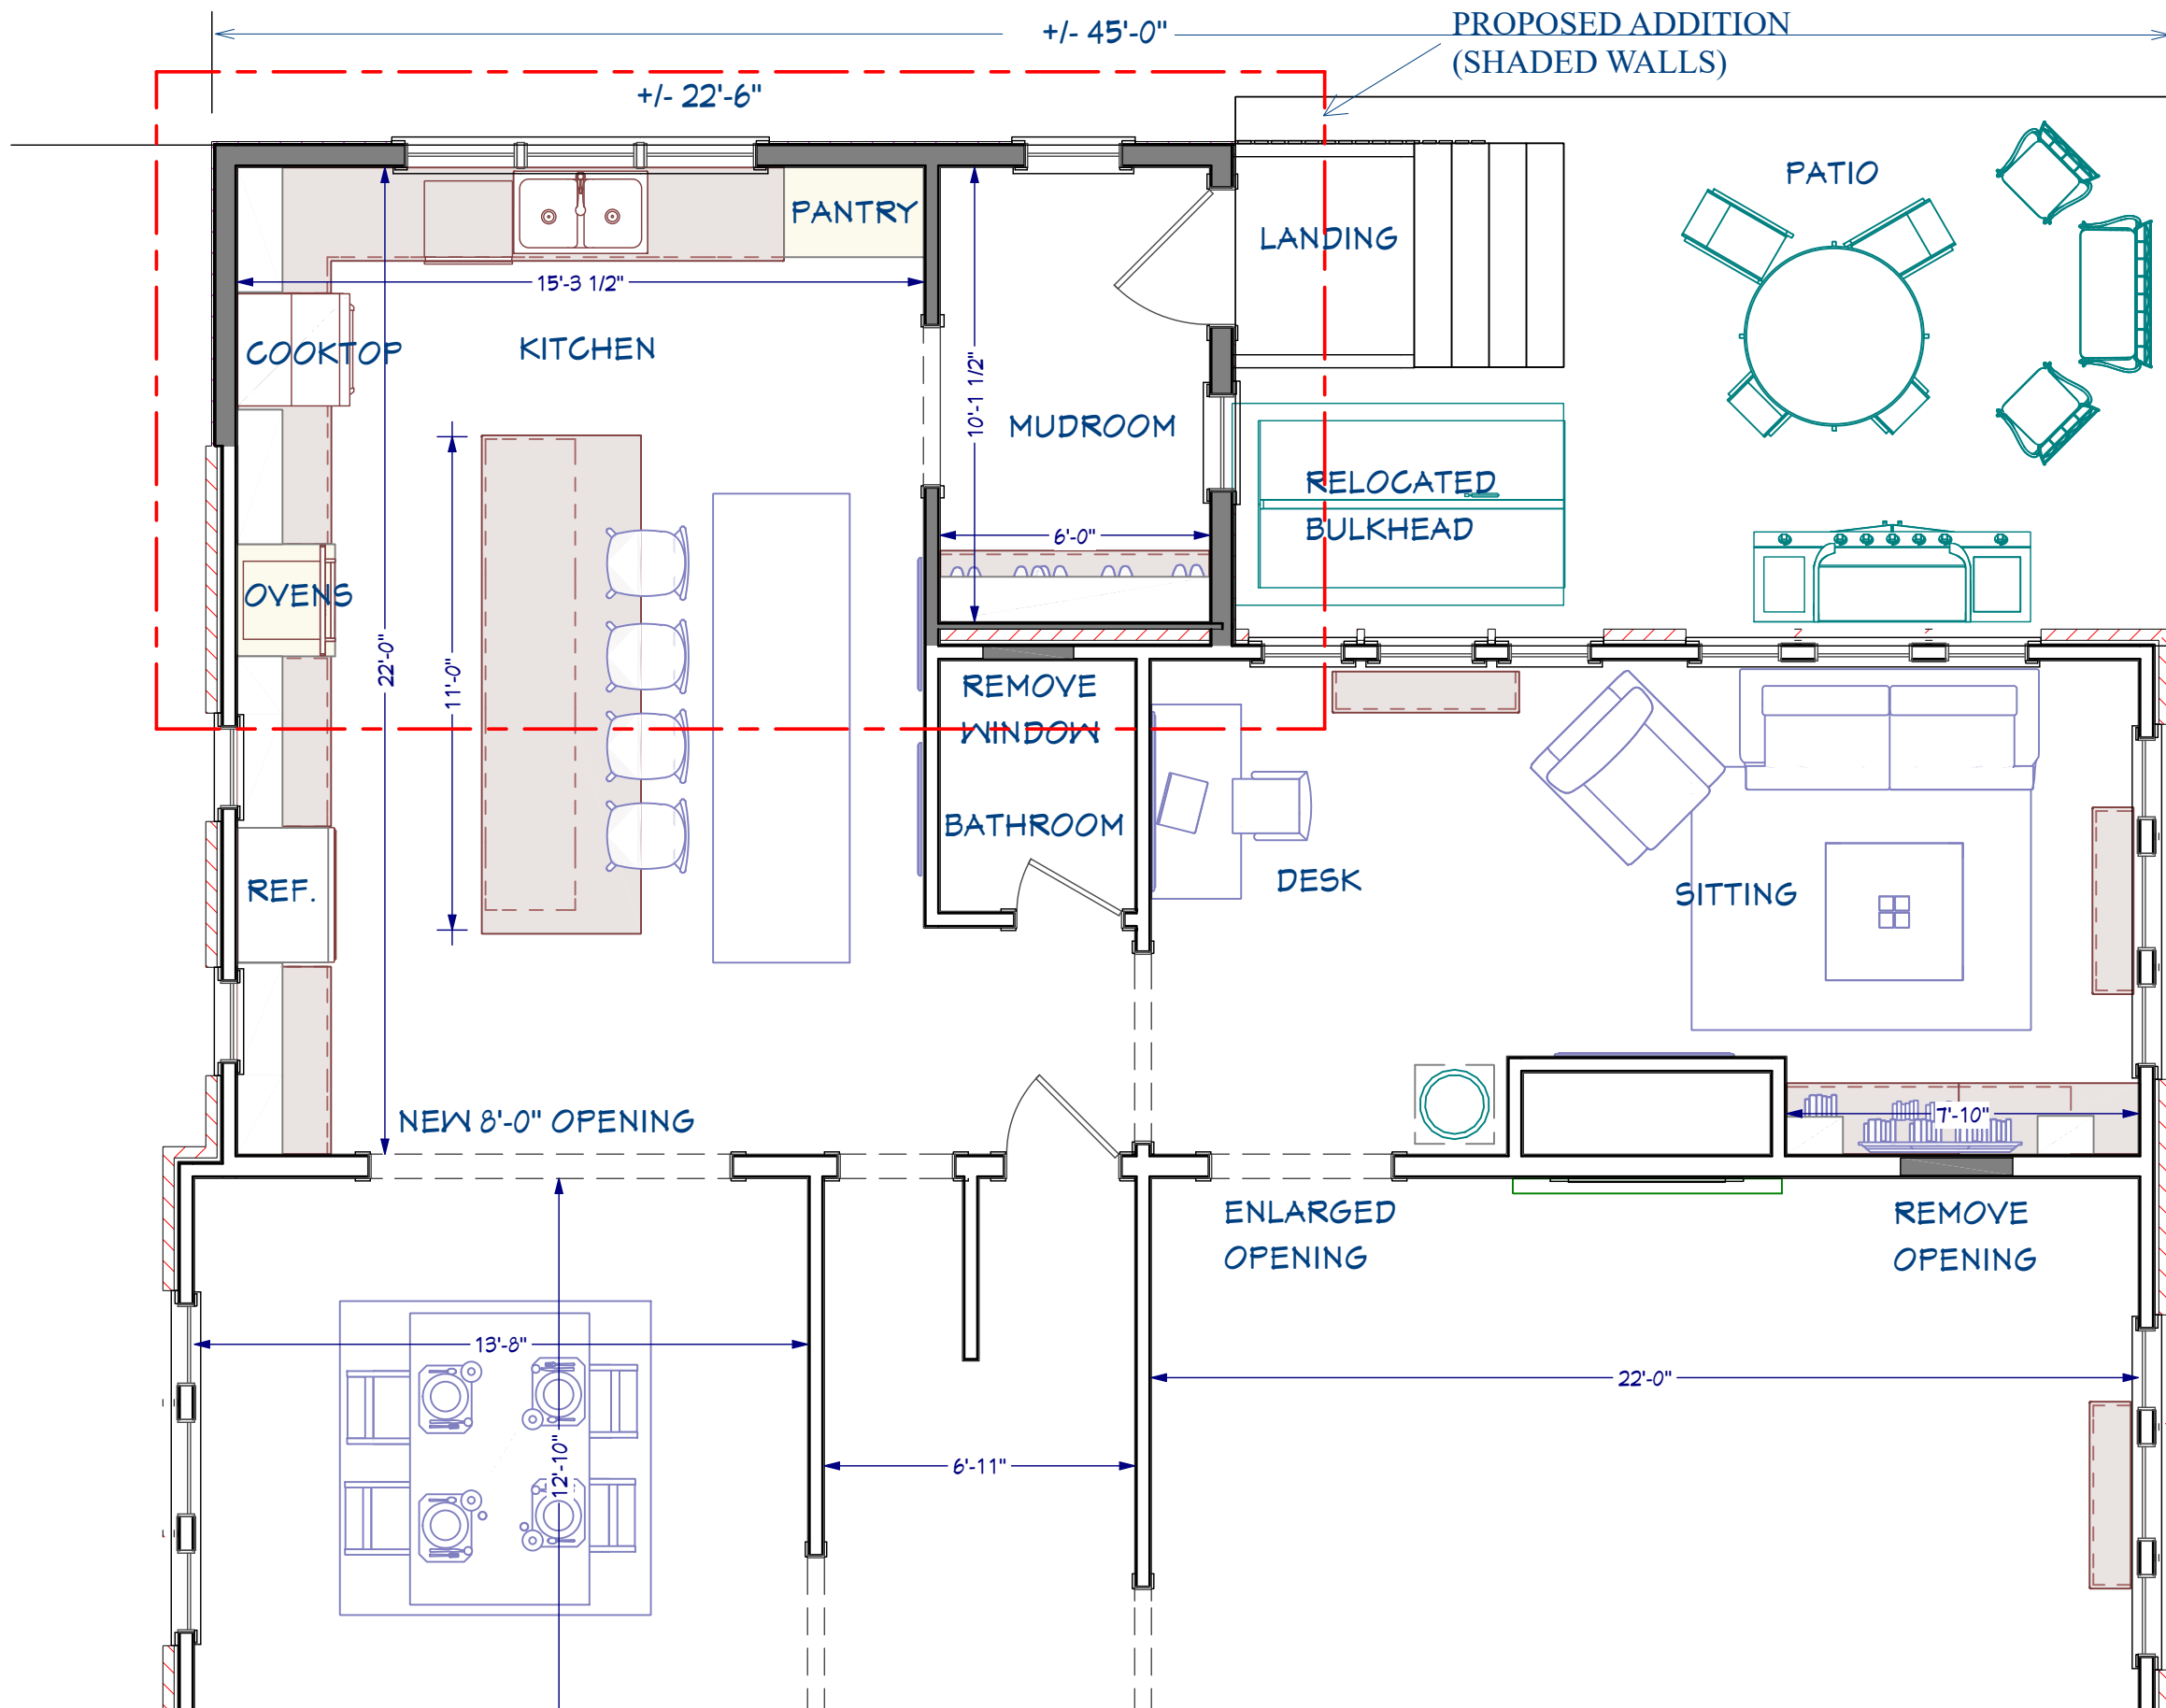 +/- 45'-0"
PROPOSED ADDITION
(SHADED WALLS)
+/- 22'-6"
PATIO
PANTRY
LANDING
15'-3 1/2"
COOKTOP
KITCHEN
10'-1 1/2"
MUDROOM
RELOCATED
BULKHEAD
6'-0"
OVENS
22'-0"
11'-0"
REMOVE
WINDOW
BATHROOM
DESK
REF.
SITTING
NEW 8'-0" OPENING
7'-10"
ENLARGED
OPENING
REMOVE
OPENING
13'-8"
22'-0"
12'-10"
6'-11"